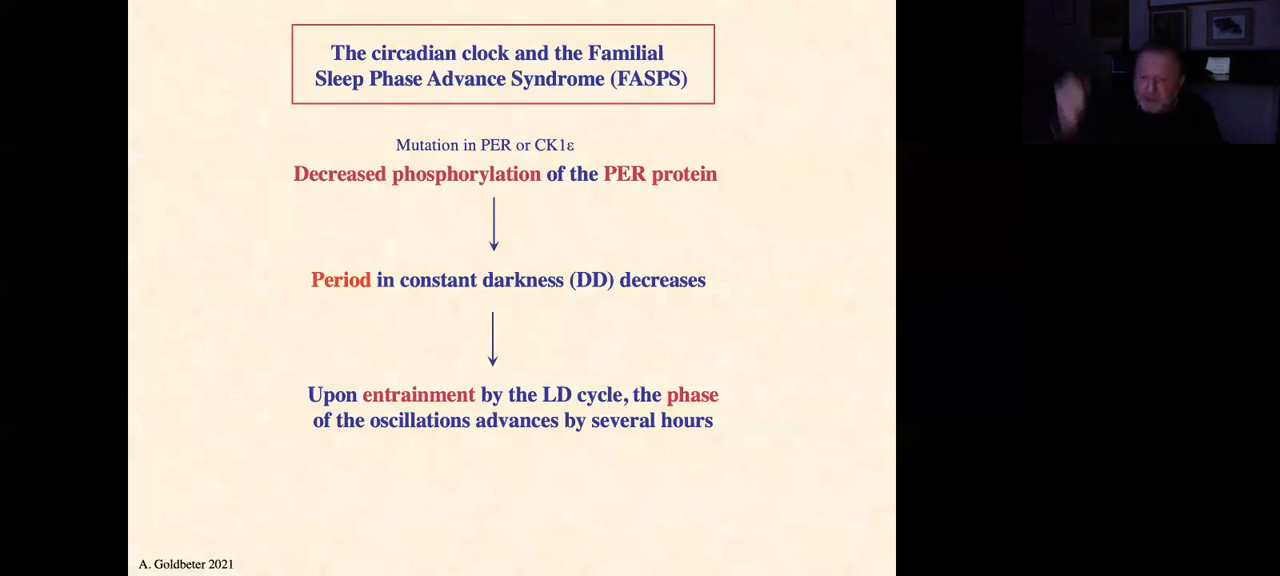 The circadian clock and the Familial
Sleep Phase Advance Syndrome (FASPS)
Mutation in PER or CK1ε
Decreased phosphorylation of the PER protein
Period in constant darkness (DD) decreases
Upon entrainment by the LD cycle, the phase
of the oscillations advances by several hours
A. Goldbeter 2021